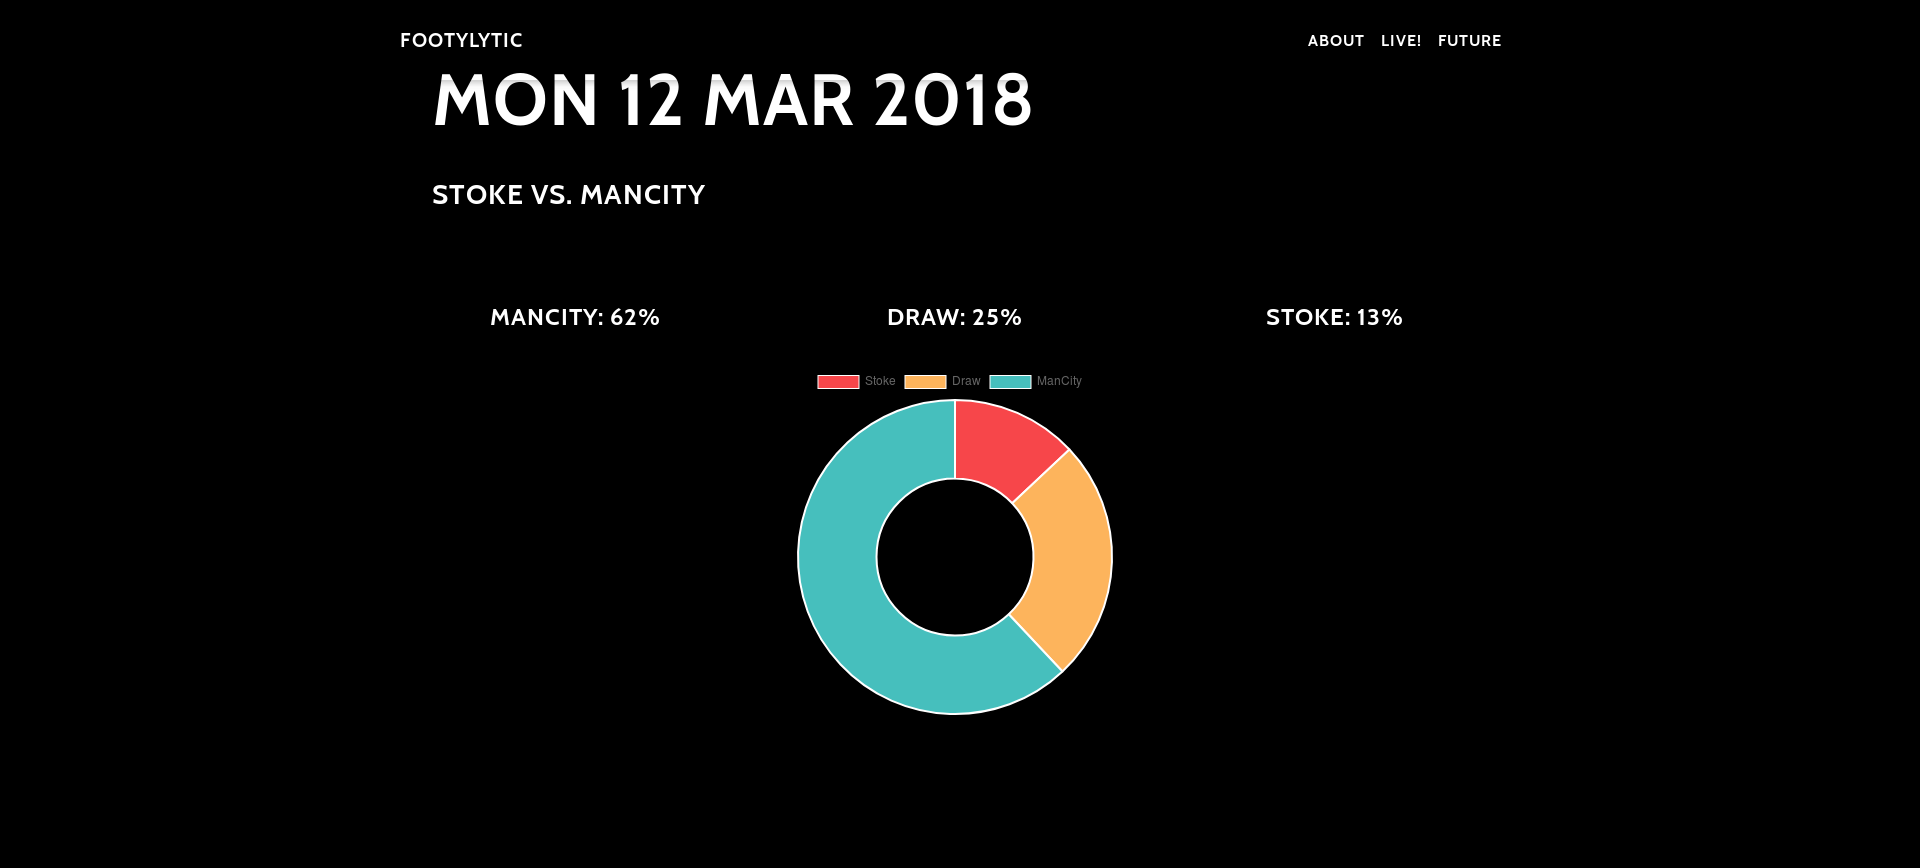 FOOTYLYTIC
ABOUT LIVE! FUTURE
MON 12 MAR 2018
STOKE VS. MANCITY
MANCITY: 62%
DRAW: 25%
STOKE: 13%
Stoke Draw ManCity